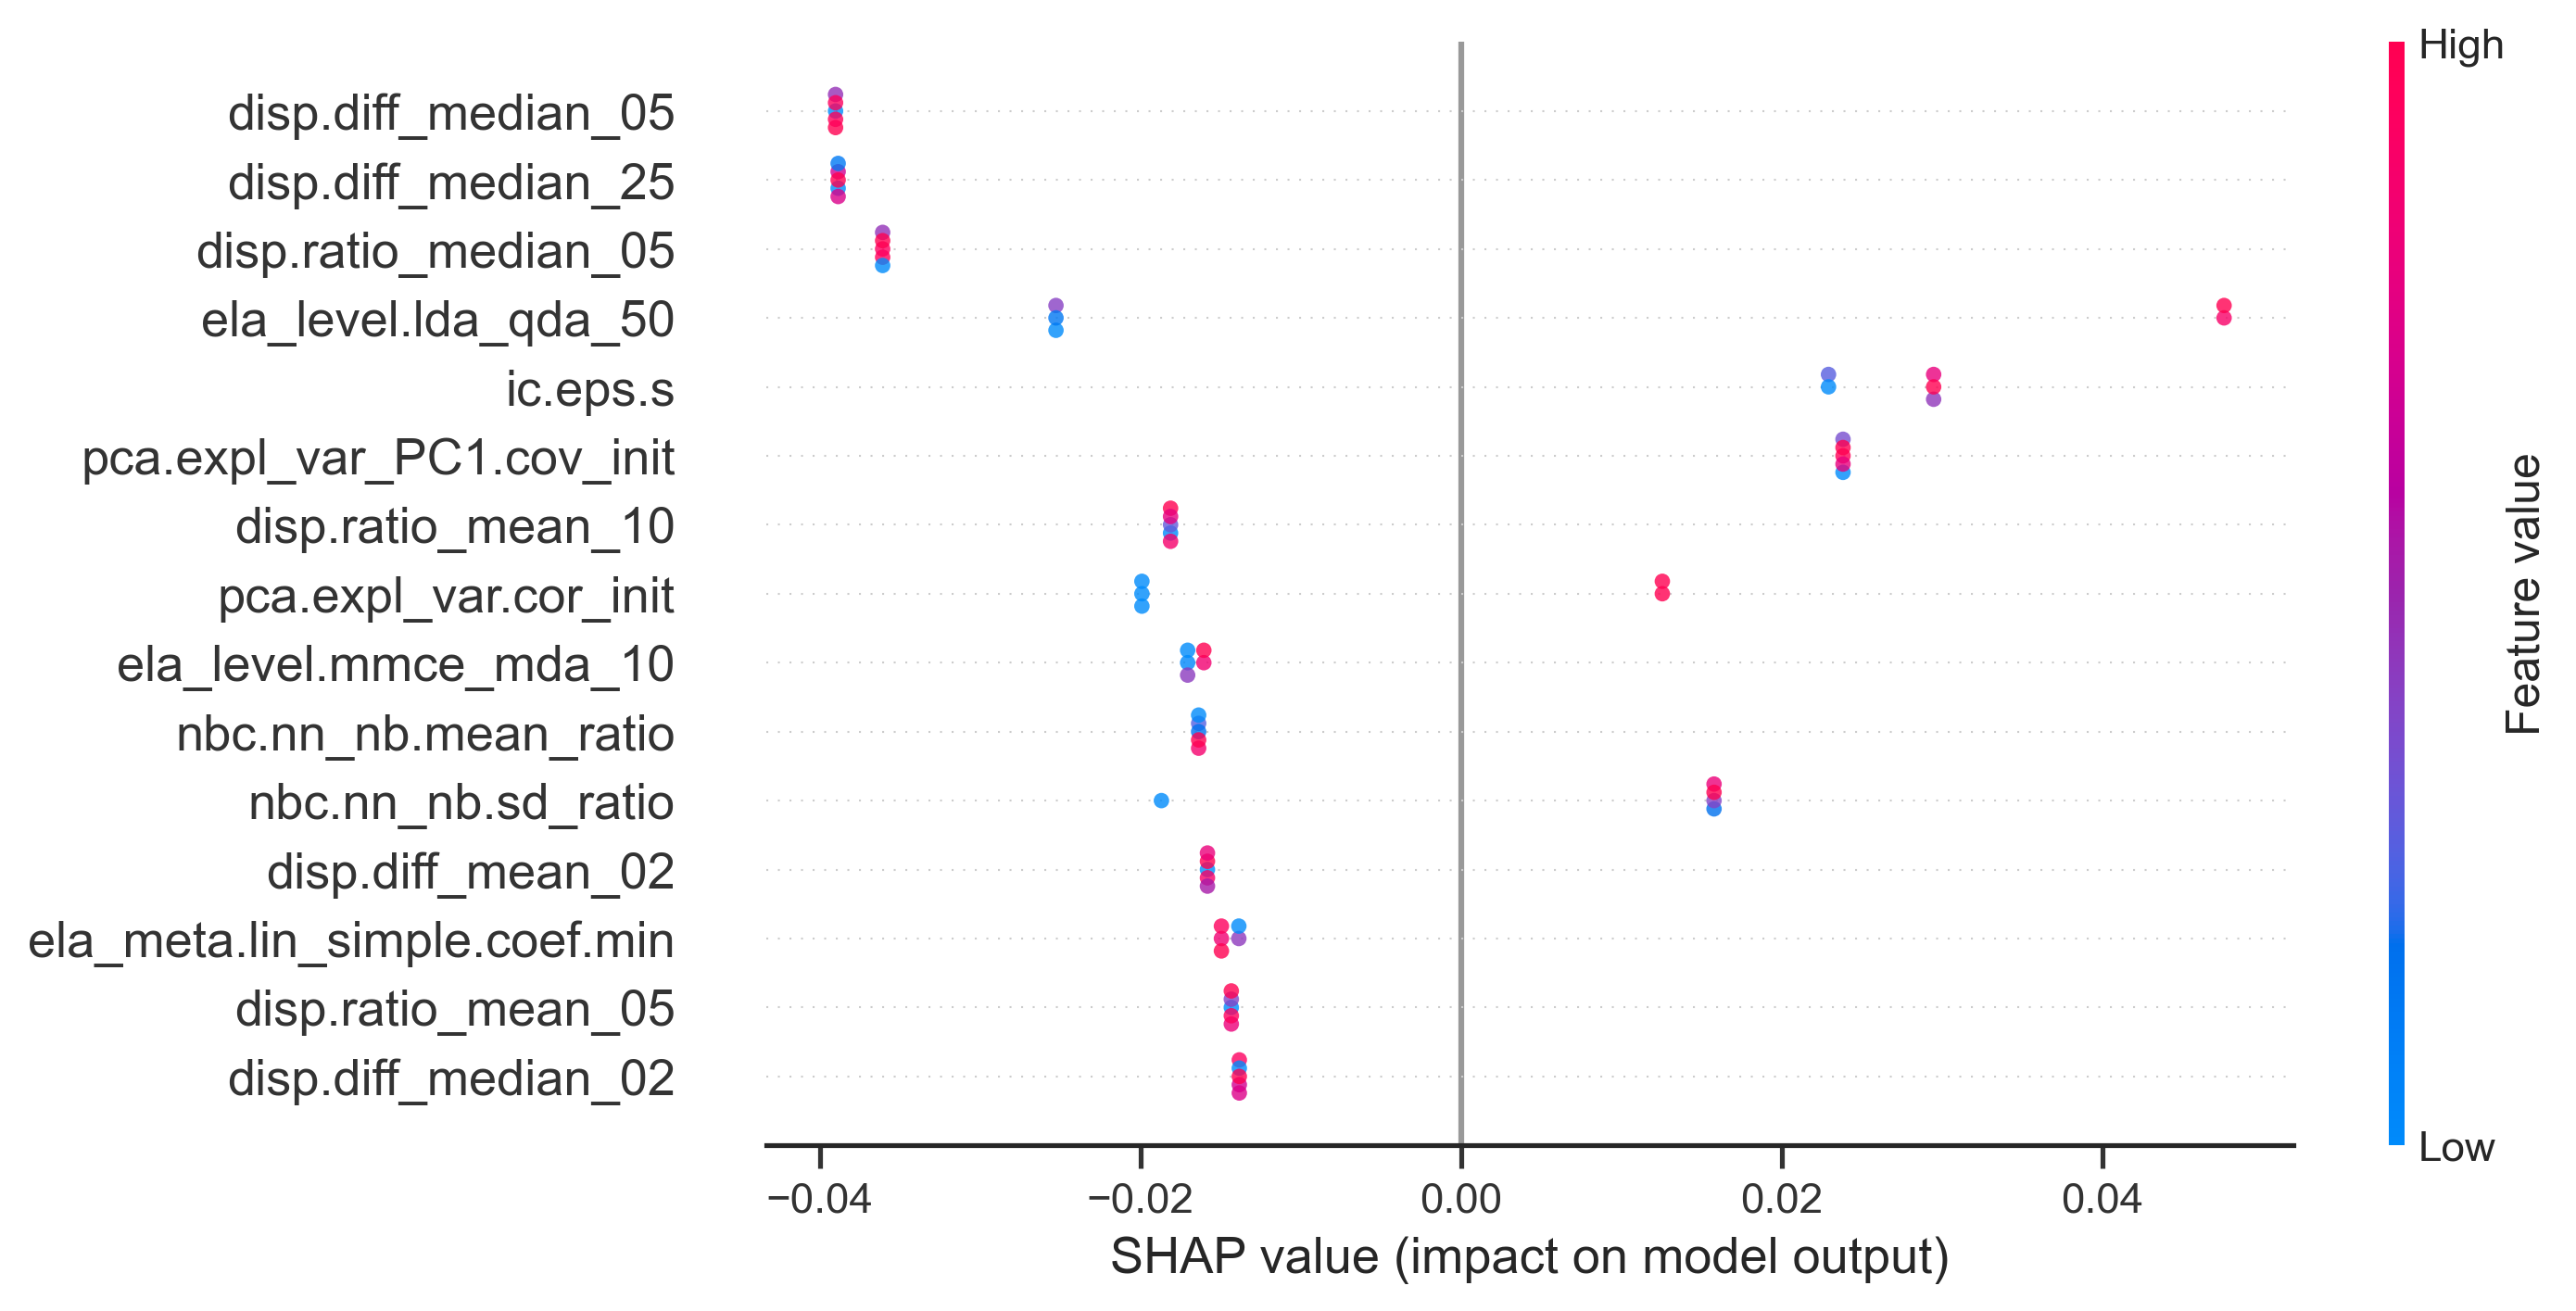 High
disp.diff_median_05
disp.diff_median_25
disp.ratio_median_05
ela_level.lda_qda_50
ic.eps.s
pca.expl_var_PC1.cov_init
disp.ratio_mean_10
pca.expl_var.cor_init
ela_level.mmce_mda_10
nbc.nn_nb.mean_ratio
nbc.nn_nb.sd_ratio
disp.diff_mean_02
ela_meta.lin_simple.coef.min
disp.ratio_mean_05
disp.diff_median_02
Feature value
Low
−0.04 −0.02 0.00 0.02 0.04
SHAP value (impact on model output)